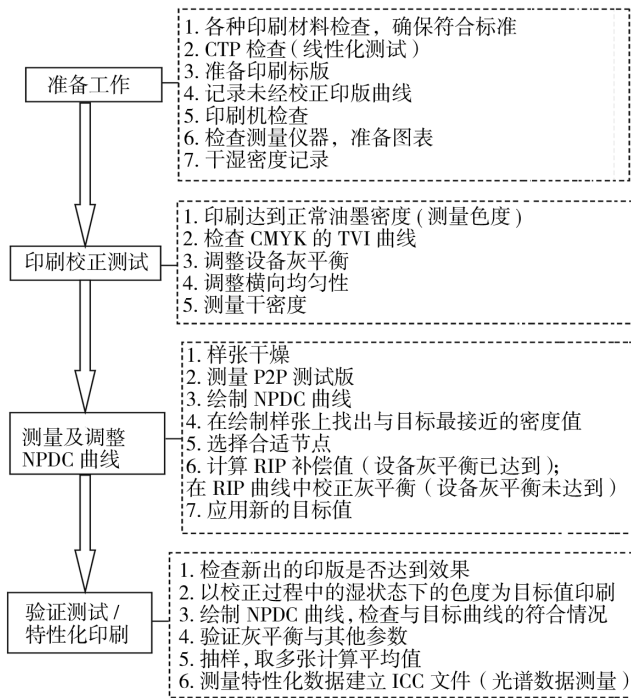 准备工作
1. 各种印刷材料检查，确保符合标准
2. CTP 检查（线性化测试）
3. 准备印刷标版
4. 记录未经校正印版曲线
5. 印刷机检查
6. 检查测量仪器，准备图表
7. 干湿密度记录
印刷校正测试
1. 印刷达到正常油墨密度（测量色度）
2. 检查 CMYK 的 TVI 曲线
3. 调整设备灰平衡
4. 调整横向均匀性
5. 测量干密度
测量及调整
NPDC 曲线
1. 样张干燥
2. 测量 P2P 测试版
3. 绘制 NPDC 曲线
4. 在绘制样张上找出与目标最接近的密度值
5. 选择合适节点
6. 计算 RIP 补偿值（设备灰平衡已达到）；
在 RIP 曲线中校正灰平衡（设备灰平衡未达到）
7. 应用新的目标值
验证测试 /
特性化印刷
1. 检查新出的印版是否达到效果
2. 以校正过程中的湿状态下的色度为目标值印刷
3. 绘制 NPDC 曲线，检查与目标曲线的符合情况
4. 验证灰平衡与其他参数
5. 抽样，取多张计算平均值
6. 测量特性化数据建立 ICC 文件（光谱数据测量）